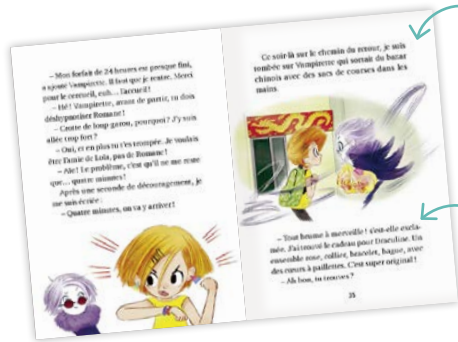 – Mon forfait de 24 heures est presque fini,
a ajouté Vampirette. Il faut que je rentre. Merci
pour le cercueil, euh… l'accueil !
– Hé ! Vampirette, avant de partir, tu dois
déshypnotiser Romane !
– Crotte de loup-garou, pourquoi ? J'y suis
allée trop fort ?
– Oui, et en plus tu t'es trompée. Je voulais
être l'amie de Lola, pas de Romane !
– Aïe ! Le problème, c'est qu'il ne me reste
que… quatre minutes !
Après une seconde de découragement, je
me suis écriée :
– Quatre minutes, on va y arriver !
Ce soir-là sur le chemin du retour, je suis
tombée sur Vampirette qui sortait du bazar
chinois avec des sacs de courses dans les
mains.
– Tout baume à merveille ! s'est-elle excla-
mée. J'ai trouvé le cadeau pour Draculine. Un
ensemble rose, collier, bracelet, bague, avec
des cœurs à paillettes. C'est super original !
– Ah bon, tu trouves ?
25